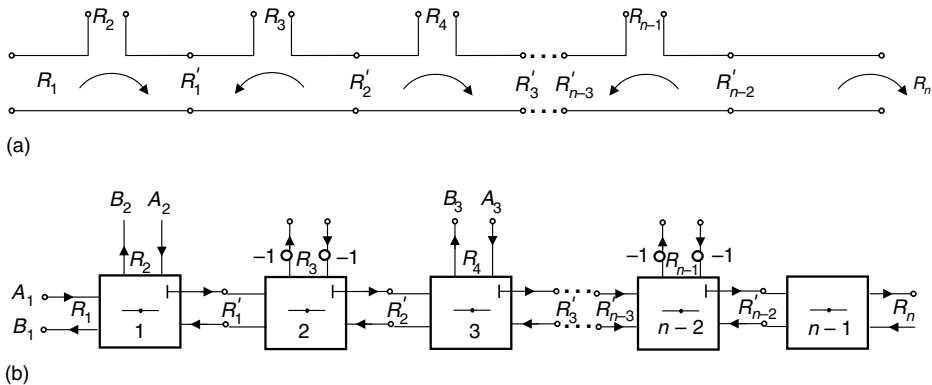 R2 R3 R4 Rn–1
R1 R'1 R'2 R'3 R'n–3 R'n–2 Rn
(a)
B2 A2 B3 A3
–1 –1 –1 –1
R2 R3 R4 Rn–1
A1 R1 R'1 R'2 R'3 R'n–3 R'n–2 Rn
B1 1 2 3 n – 2 n – 1
(b)